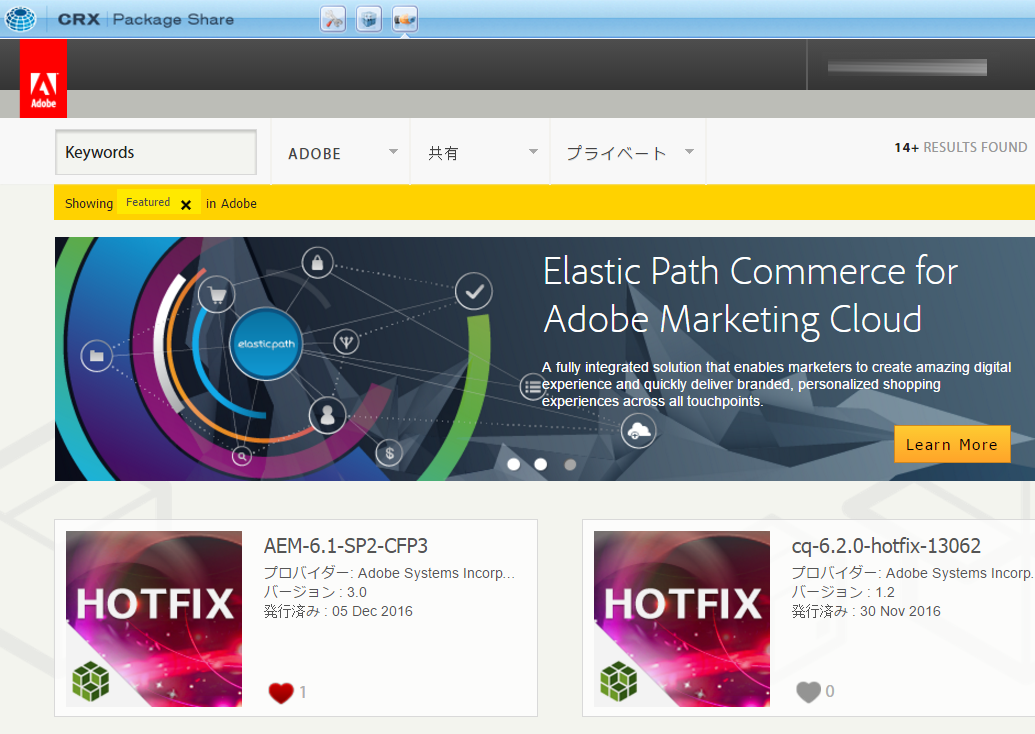 CRX Package Share
Adobe
Keywords
ADOBE
共有
プライベート
14+ RESULTS FOUND
Showing Featured in Adobe
elasticpath
$
Elastic Path Commerce for
Adobe Marketing Cloud
A fully integrated solution that enables marketers to create amazing digital
experience and quickly deliver branded, personalized shopping
experiences across all touchpoints.
Learn More
HOTFIX
AEM-6.1-SP2-CFP3
プロバイダー: Adobe Systems Incorp...
バージョン : 3.0
発行済み : 05 Dec 2016
1
HOTFIX
cq-6.2.0-hotfix-13062
プロバイダー: Adobe Systems Incorp.
バージョン : 1.2
発行済み : 30 Nov 2016
0